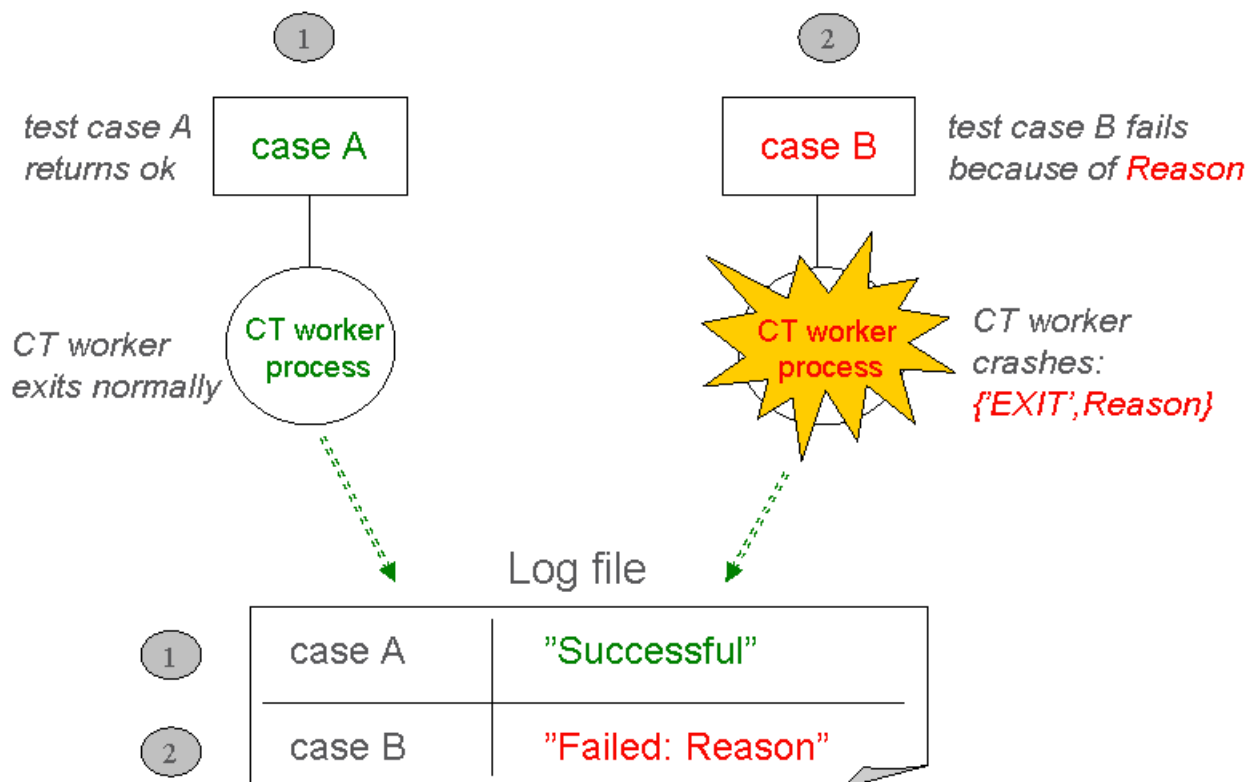 1
2
test case A
returns ok
case A
case B
test case B fails
because of Reason
CT worker
exits normally
CT worker
process
CT worker
process
CT worker
crashes:
{'EXIT',Reason}
Log file
1
case A
”Successful”
2
case B
”Failed: Reason”